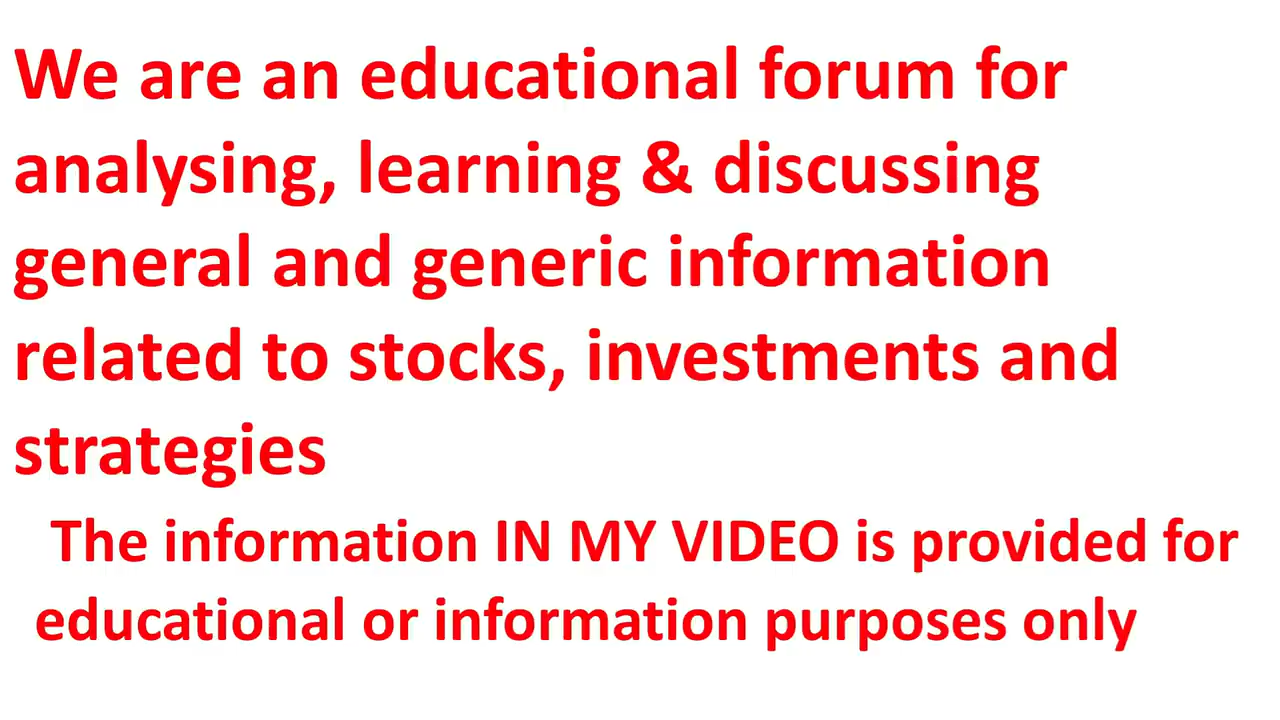 We are an educational forum for
analysing, learning & discussing
general and generic information
related to stocks, investments and
strategies
The information IN MY VIDEO is provided for
educational or information purposes only